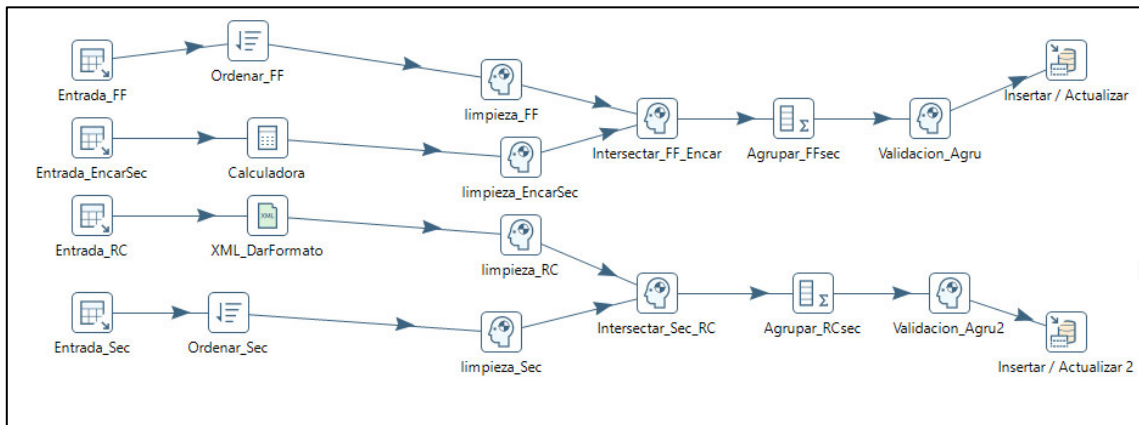 Entrada_FF
Ordenar_FF
limpieza_FF
Insertar / Actualizar
Entrada_EncarSec
Calculadora
limpieza_EncarSec
Intersectar_FF_Encar
Agrupar_FFsec
Validacion_Agru
Entrada_RC
XML
XML_DarFormato
limpieza_RC
Entrada_Sec
Ordenar_Sec
limpieza_Sec
Intersectar_Sec_RC
Agrupar_RCsec
Validacion_Agru2
Insertar / Actualizar 2